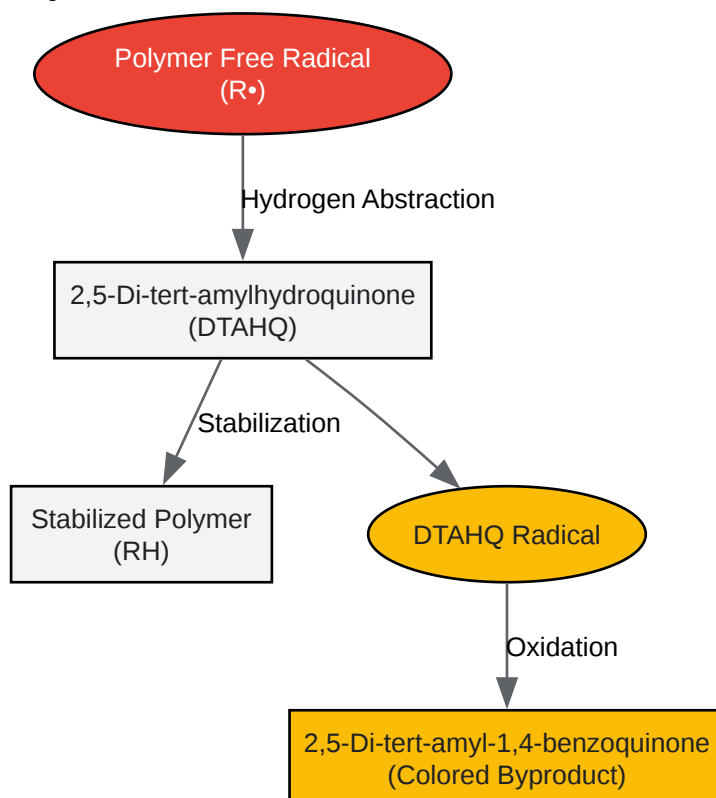 Polymer Free Radical
(R•)
Hydrogen Abstraction
2,5-Di-tert-amylhydroquinone
(DTAHQ)
Stabilization
Stabilized Polymer
(RH)
DTAHQ Radical
Oxidation
2,5-Di-tert-amyl-1,4-benzoquinone
(Colored Byproduct)